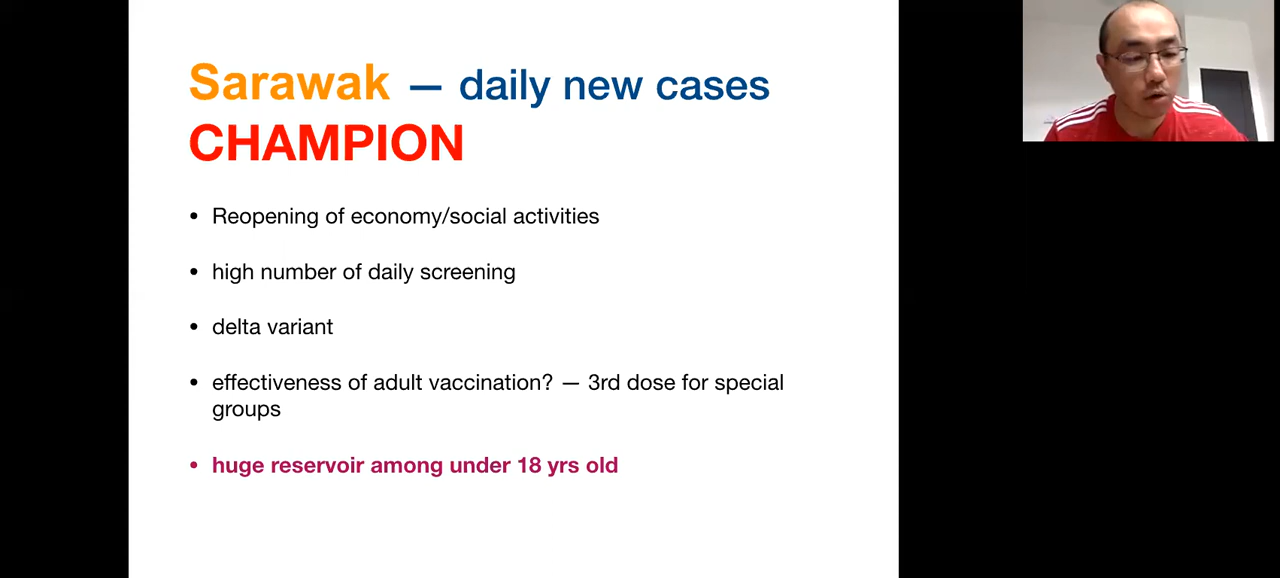 Sarawak — daily new cases
CHAMPION
• Reopening of economy/social activities
• high number of daily screening
• delta variant
• effectiveness of adult vaccination? — 3rd dose for special
groups
• huge reservoir among under 18 yrs old